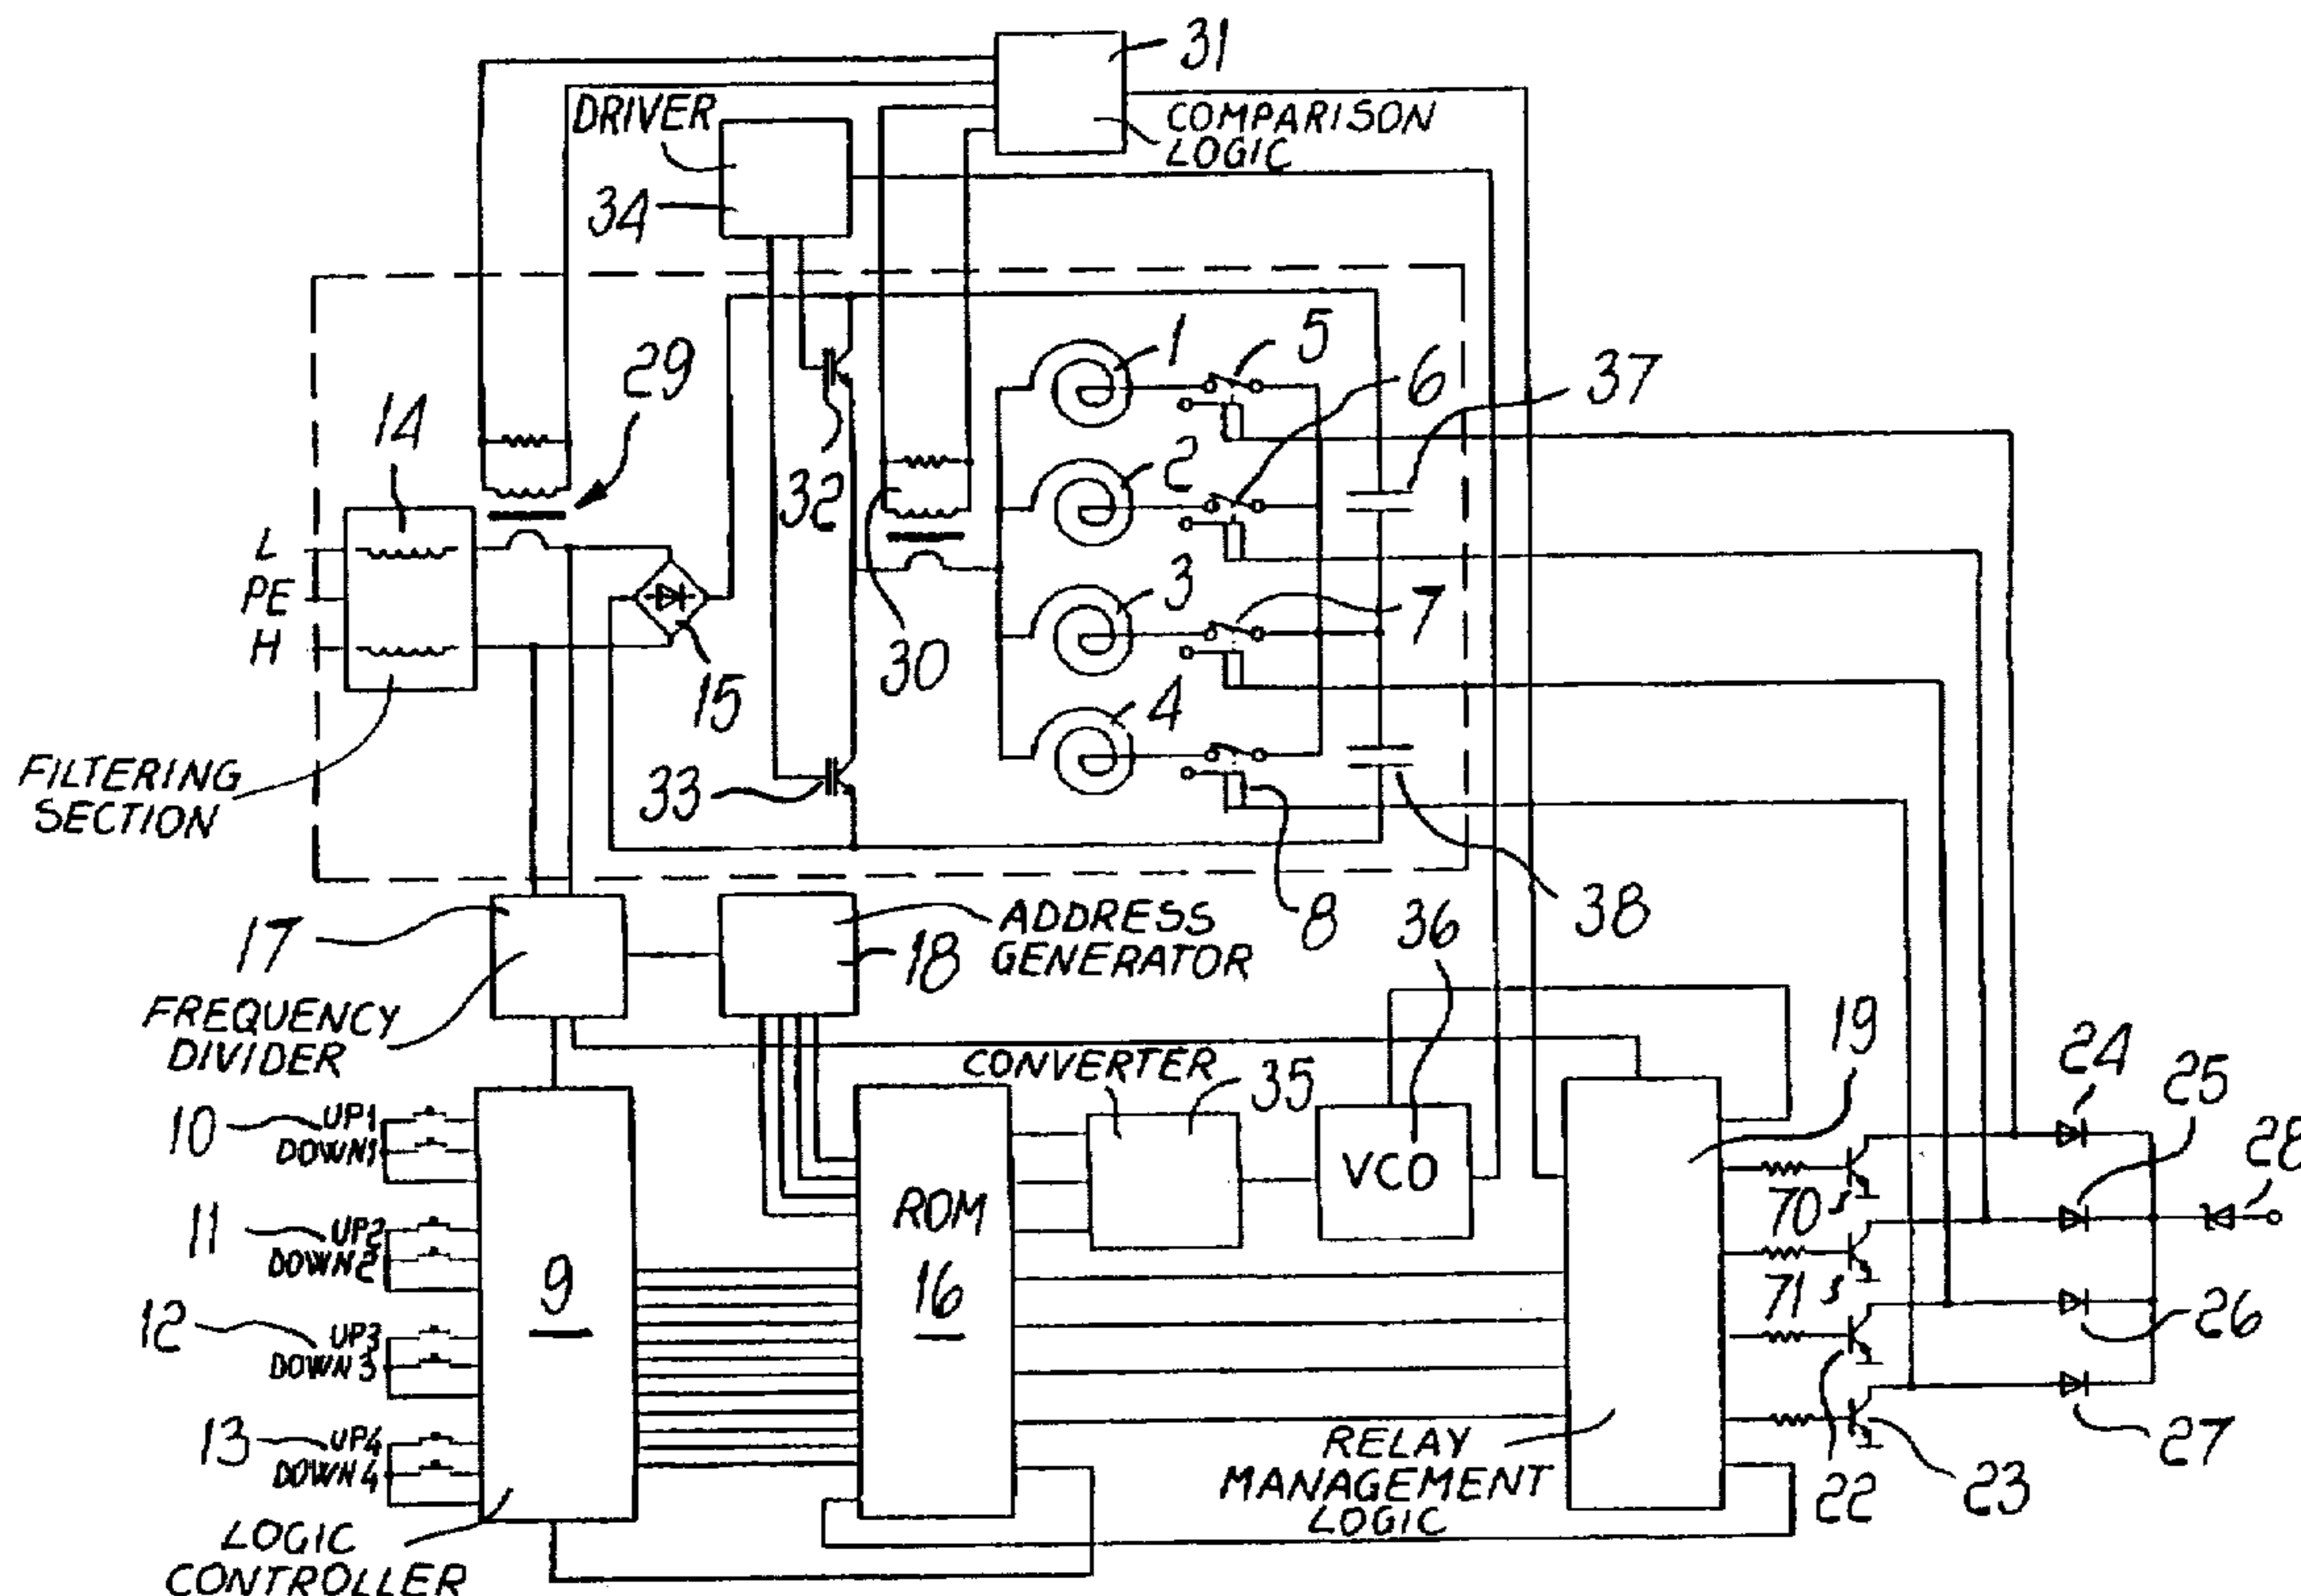 31
DRIVER
COMPARISON
LOGIC
34
1
5
37
29
6
14
2
32
L
3
PE
7
H
30
15
4
FILTERING
SECTION
33
8
38
36
17
ADDRESS
GENERATOR
18
FREQUENCY
DIVIDER
19
24
CONVERTER
35
25
10
UP1
DOWN1
VCO
28
70
11
UP2
DOWN2
ROM
16
9
71
26
12
UP3
DOWN3
13
UP4
DOWN4
RELAY
MANAGEMENT
LOGIC
22
23
27
LOGIC
CONTROLLER